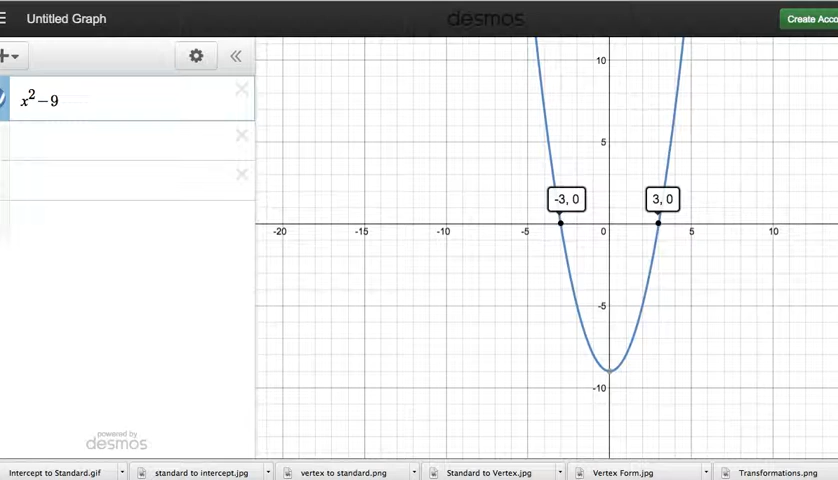 Untitled Graph
desmos
Create Acco
x²−9
10
5
-3, 0
3, 0
-20
-15
-10
-5
0
5
10
-5
-10
powered by
desmos
Intercept to Standard.gif
standard to intercept.jpg
vertex to standard.png
Standard to Vertex.jpg
Vertex Form.jpg
Transformations.png